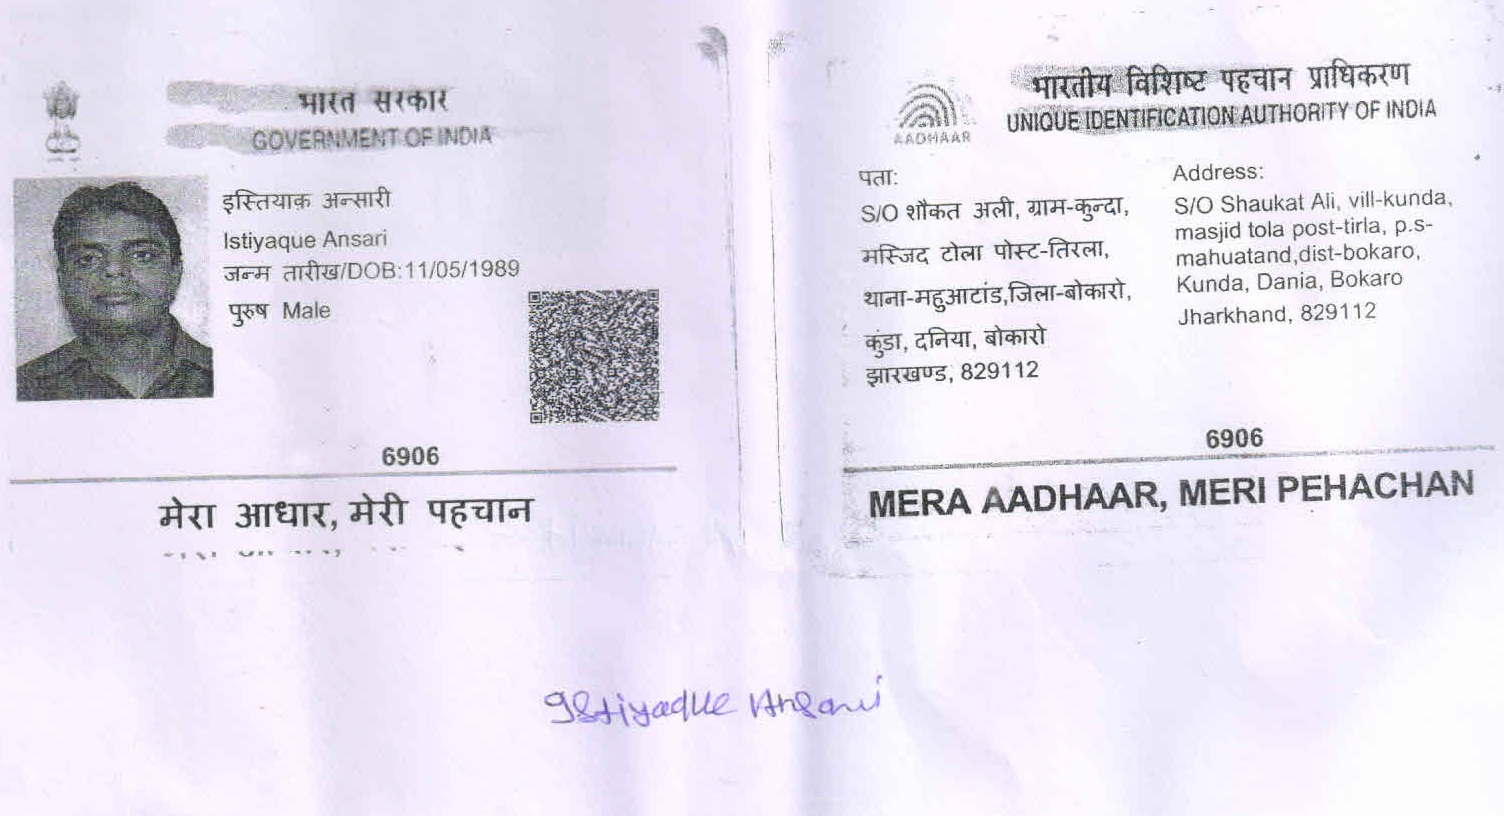 भारत सरकार
GOVERNMENT OF INDIA
इस्तियाक़ अन्सारी
Istiyaque Ansari
जन्म तारीख/DOB:11/05/1989
पुरुष Male
6906
मेरा आधार, मेरी पहचान
भारतीय विशिष्ट पहचान प्राधिकरण
UNIQUE IDENTIFICATION AUTHORITY OF INDIA
AADHAAR
पता:
S/O शौकत अली, ग्राम-कुन्दा,
मस्जिद टोला पोस्ट-तिरला,
थाना-महुआटांड,जिला-बोकारो,
कुंडा, दनिया, बोकारो
झारखण्ड, 829112
Address:
S/O Shaukat Ali, vill-kunda,
masjid tola post-tirla, p.s-
mahuatand,dist-bokaro,
Kunda, Dania, Bokaro
Jharkhand, 829112
6906
MERA AADHAAR, MERI PEHACHAN
Istiyaque Ansari